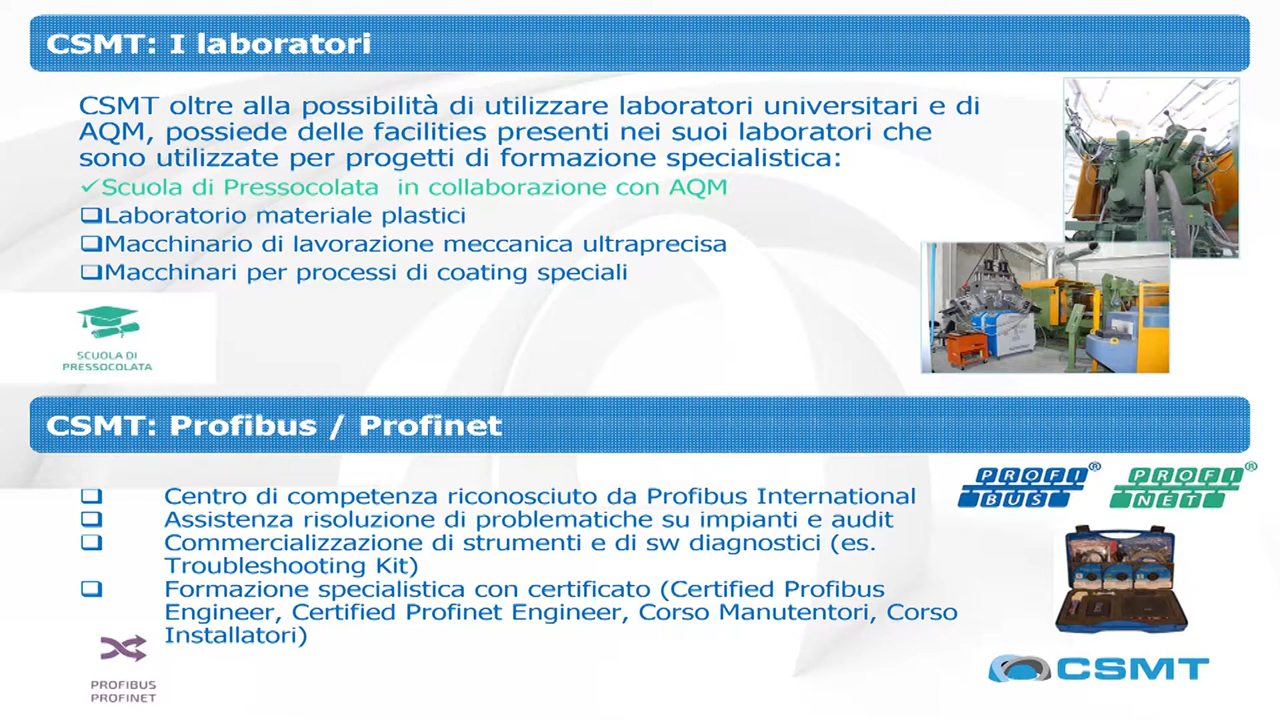 CSMT: I laboratori
CSMT oltre alla possibilità di utilizzare laboratori universitari e di
AQM, possiede delle facilities presenti nei suoi laboratori che
sono utilizzate per progetti di formazione specialistica:
✓Scuola di Pressocolata in collaborazione con AQM
❑Laboratorio materiale plastici
❑Macchinario di lavorazione meccanica ultraprecisa
❑Macchinari per processi di coating speciali
SCUOLA DI
PRESSOCOLATA
CSMT: Profibus / Profinet
❑ Centro di competenza riconosciuto da Profibus International
❑ Assistenza risoluzione di problematiche su impianti e audit
❑ Commercializzazione di strumenti e di sw diagnostici (es.
Troubleshooting Kit)
❑ Formazione specialistica con certificato (Certified Profibus
Engineer, Certified Profinet Engineer, Corso Manutentori, Corso
Installatori)
PROFI®
BUS
PROFI®
NET
PROFIBUS
PROFINET
CSMT